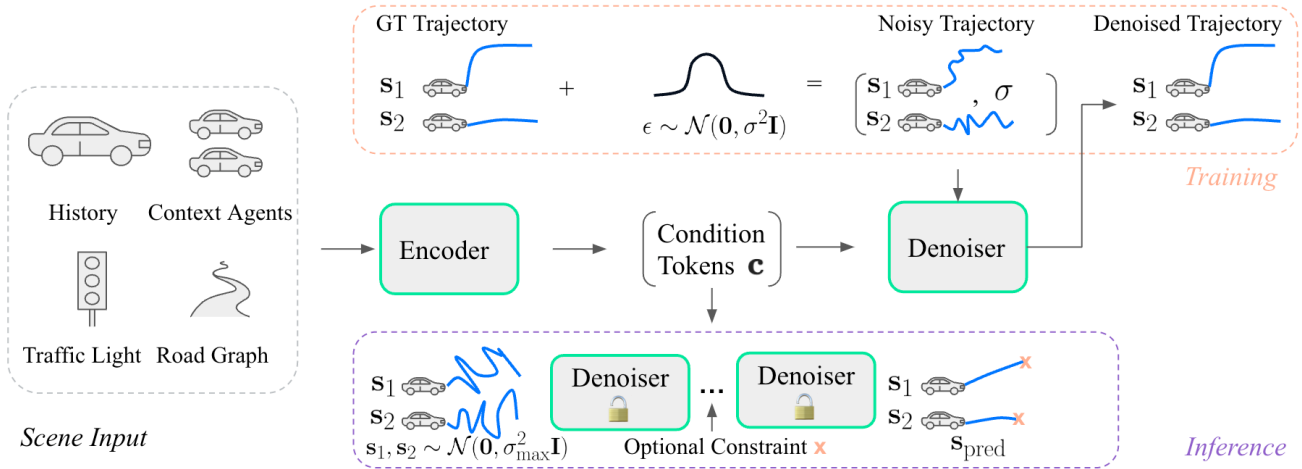 GT Trajectory
Noisy Trajectory
Denoised Trajectory
s₁
s₂
+
ϵ ∼ 𝒩(0, σ²I)
=
s₁
s₂
, σ
s₁
s₂
Training
History
Context Agents
Traffic Light
Road Graph
Scene Input
Encoder
Condition
Tokens c
Denoiser
s₁
s₂
s₁, s₂ ∼ 𝒩(0, σ²ₘₐₓI)
Denoiser
...
Denoiser
Optional Constraint x
s₁
x
s₂
x
s_pred
Inference